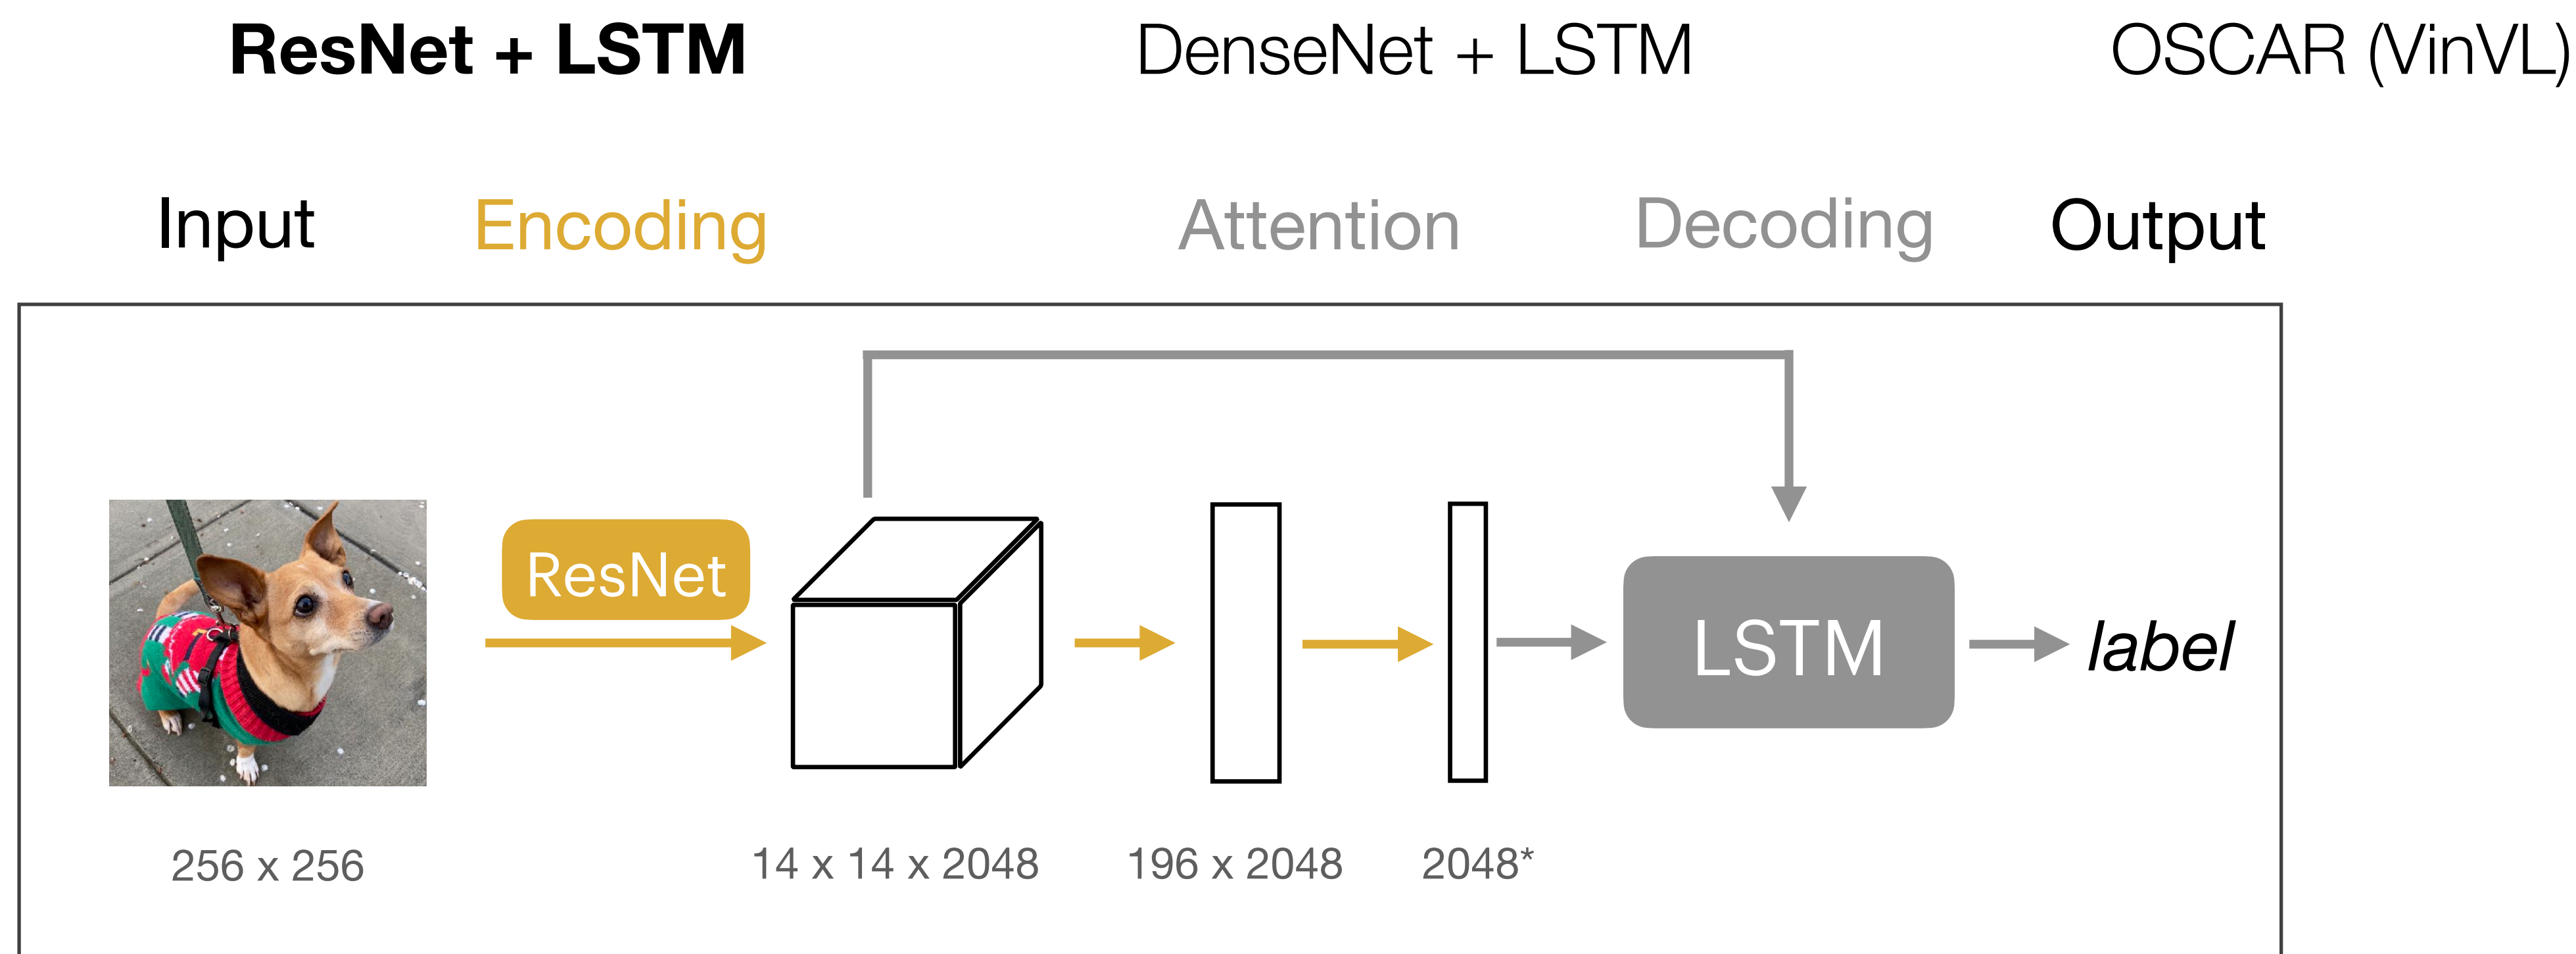 ResNet + LSTM DenseNet + LSTM OSCAR (VinVL)
Input Encoding Attention Decoding Output
ResNet
LSTM
label
256 x 256 14 x 14 x 2048 196 x 2048 2048*